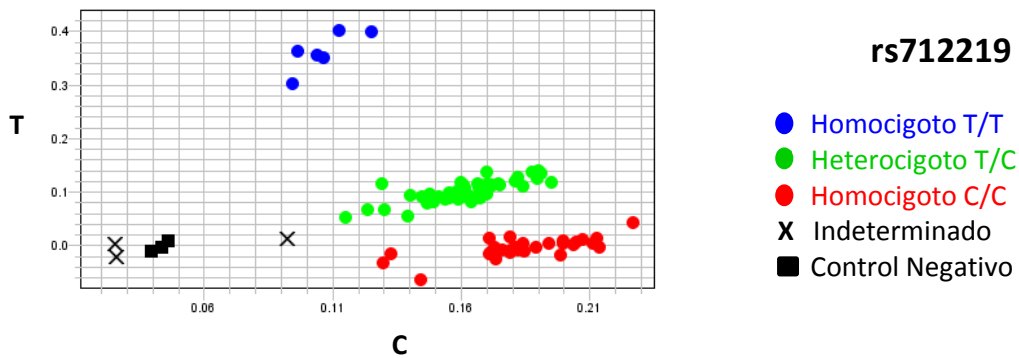 rs712219
0.4
0.3
T
0.2
0.1
0.0
0.06
0.11
0.16
0.21
C
Homocigoto T/T
Heterocigoto T/C
Homocigoto C/C
X Indeterminado
Control Negativo